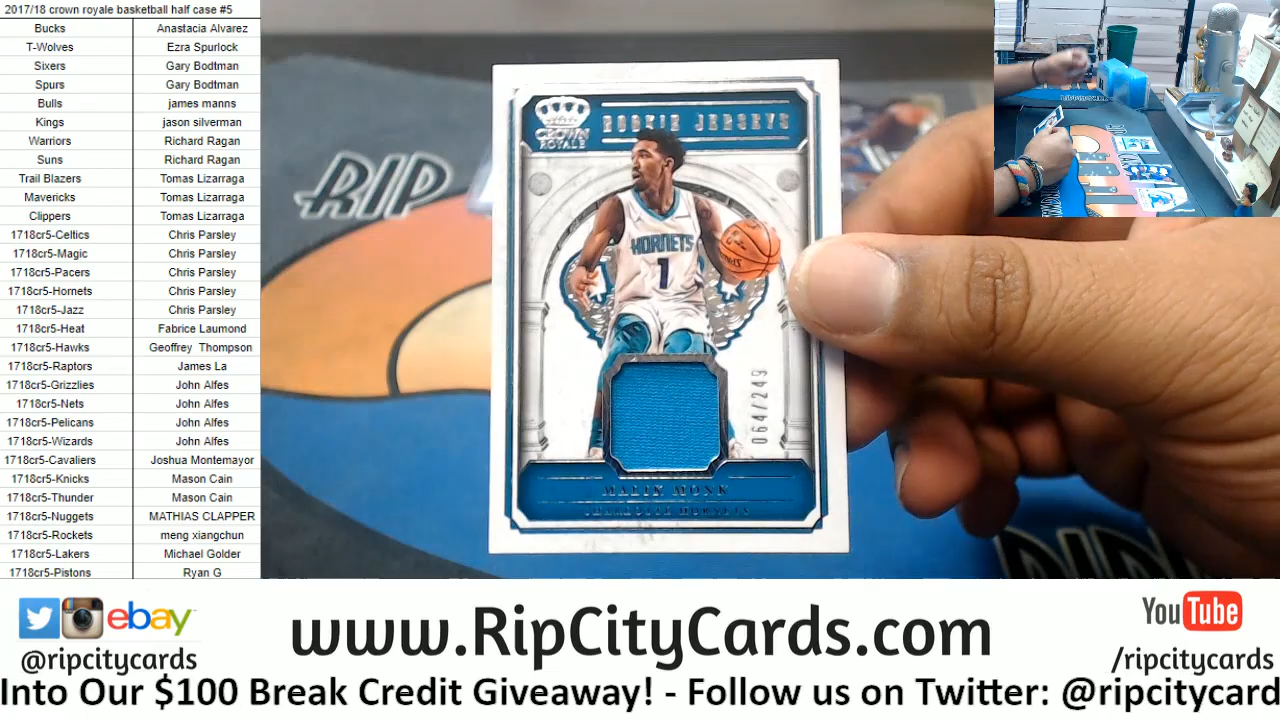 2017/18 crown royale basketball half case #5
Bucks Anastacia Alvarez
T-Wolves Ezra Spurlock
Sixers Gary Bodtman
Spurs Gary Bodtman
Bulls james manns
Kings jason silverman
Warriors Richard Ragan
Suns Richard Ragan
Trail Blazers Tomas Lizarraga
Mavericks Tomas Lizarraga
Clippers Tomas Lizarraga
1718cr5-Celtics Chris Parsley
1718cr5-Magic Chris Parsley
1718cr5-Pacers Chris Parsley
1718cr5-Hornets Chris Parsley
1718cr5-Jazz Chris Parsley
1718cr5-Heat Fabrice Laumond
1718cr5-Hawks Geoffrey Thompson
1718cr5-Raptors James La
1718cr5-Grizzlies John Alfes
1718cr5-Nets John Alfes
1718cr5-Pelicans John Alfes
1718cr5-Wizards John Alfes
1718cr5-Cavaliers Joshua Montemayor
1718cr5-Knicks Mason Cain
1718cr5-Thunder Mason Cain
1718cr5-Nuggets MATHIAS CLAPPER
1718cr5-Rockets meng xiangchun
1718cr5-Lakers Michael Golder
1718cr5-Pistons Ryan G
RIP
CROWN
ROYALE
ROOKIE JERSEYS
HORNETS
1
064/249
MALIK MONK
CHARLOTTE HORNETS
ebay
@ripcitycards
www.RipCityCards.com
YouTube
/ripcitycards
Into Our $100 Break Credit Giveaway! - Follow us on Twitter: @ripcitycard